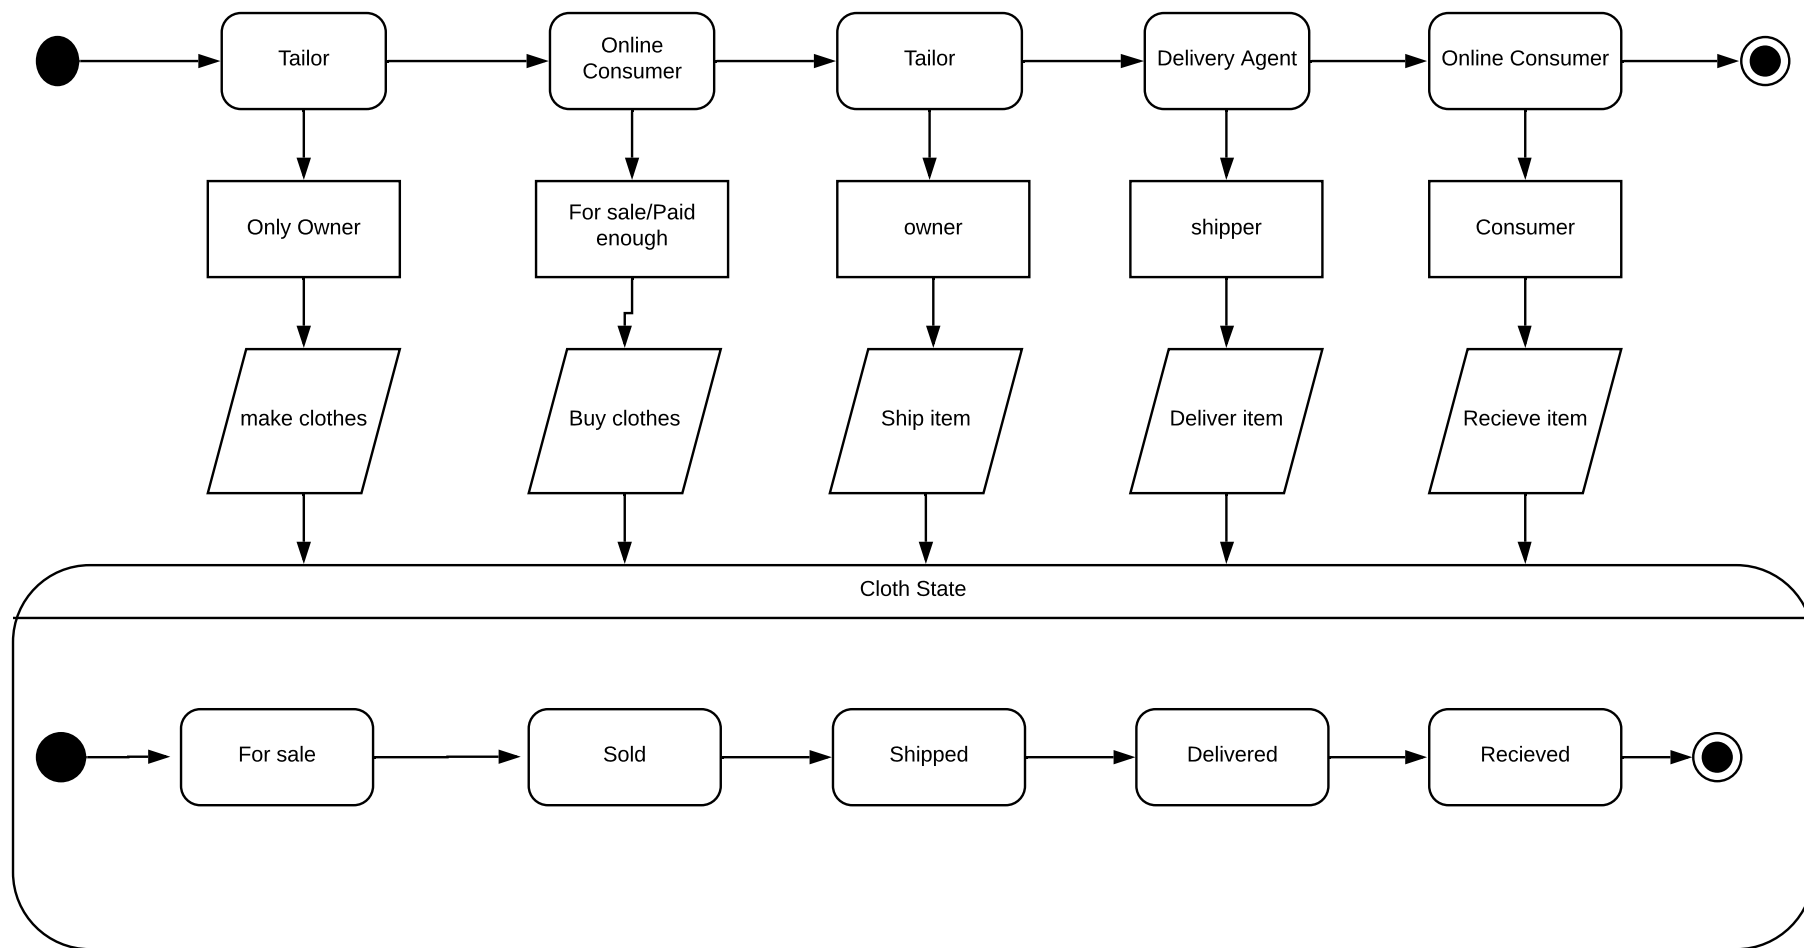 Tailor
Online
Consumer
Tailor
Delivery Agent
Online Consumer
Only Owner
For sale/Paid
enough
owner
shipper
Consumer
make clothes
Buy clothes
Ship item
Deliver item
Recieve item
Cloth State
For sale
Sold
Shipped
Delivered
Recieved